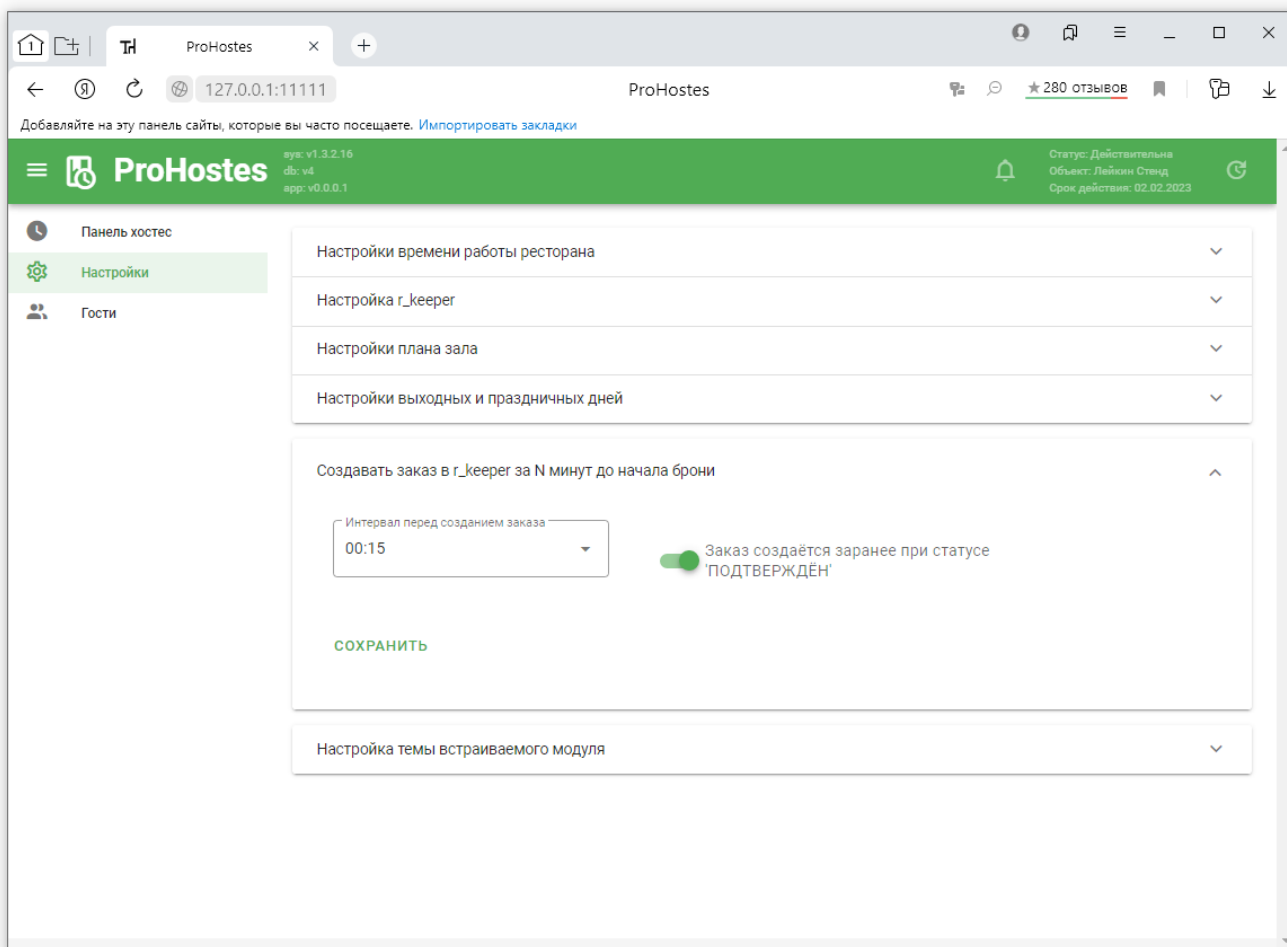 1
ProHostes
127.0.0.1:11111
ProHostes
280 отзывов
Добавляйте на эту панель сайты, которые вы часто посещаете. Импортировать закладки
ProHostes
sys: v1.3.2.16
db: v4
app: v0.0.0.1
Статус: Действительна
Объект: Лейкин Стенд
Срок действия: 02.02.2023
Панель хостес
Настройки
Гости
Настройки времени работы ресторана
Настройка r_keeper
Настройки плана зала
Настройки выходных и праздничных дней
Создавать заказ в r_keeper за N минут до начала брони
Интервал перед созданием заказа
00:15
Заказ создаётся заранее при статусе
'ПОДТВЕРЖДЁН'
СОХРАНИТЬ
Настройка темы встраиваемого модуля